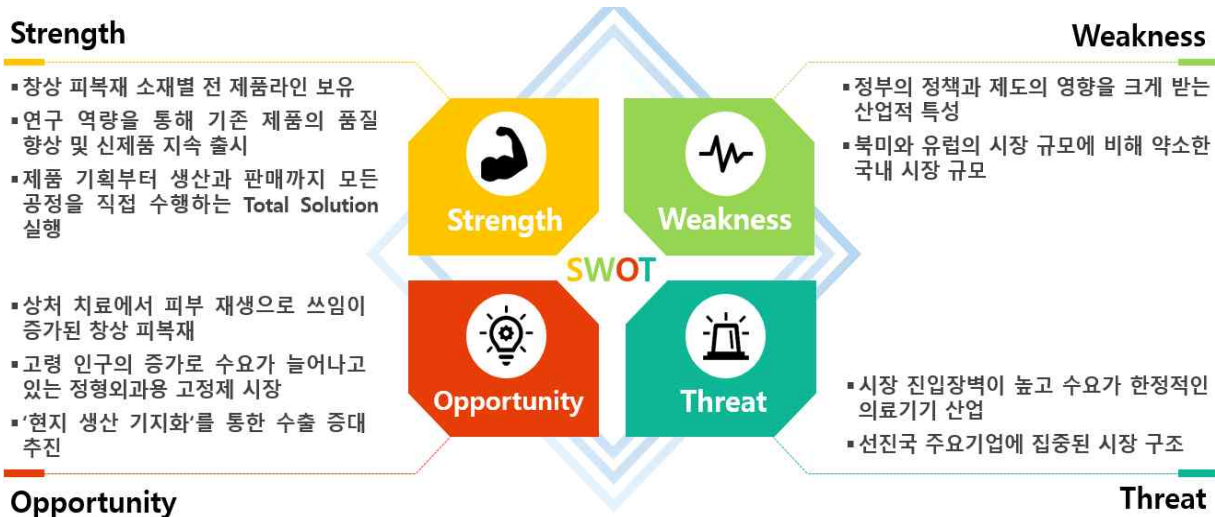 Strength
▪창상 피복재 소재별 전 제품라인 보유
▪연구 역량을 통해 기존 제품의 품질
향상 및 신제품 지속 출시
▪제품 기획부터 생산과 판매까지 모든
공정을 직접 수행하는 Total Solution
실행
Weakness
▪정부의 정책과 제도의 영향을 크게 받는
산업적 특성
▪북미와 유럽의 시장 규모에 비해 약소한
국내 시장 규모
Strength
Weakness
SWOT
Opportunity
Threat
▪상처 치료에서 피부 재생으로 쓰임이
증가된 창상 피복재
▪고령 인구의 증가로 수요가 늘어나고
있는 정형외과용 고정제 시장
▪‘현지 생산 기지화’를 통한 수출 증대
추진
Opportunity
▪시장 진입장벽이 높고 수요가 한정적인
의료기기 산업
▪선진국 주요기업에 집중된 시장 구조
Threat